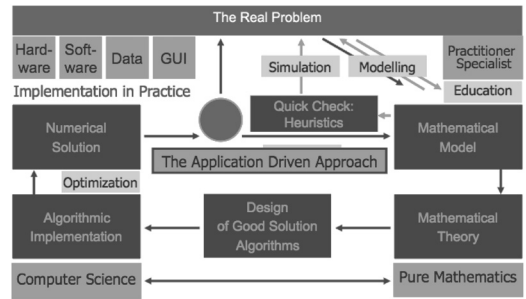 The Real Problem
Hard-
ware
Soft-
ware
Data
GUI
Simulation
Modelling
Practitioner
Specialist
Education
Implementation in Practice
Quick Check:
Heuristics
Numerical
Solution
Mathematical
Model
The Application Driven Approach
Optimization
Algorithmic
Implementation
Design
of Good Solution
Algorithms
Mathematical
Theory
Computer Science
Pure Mathematics